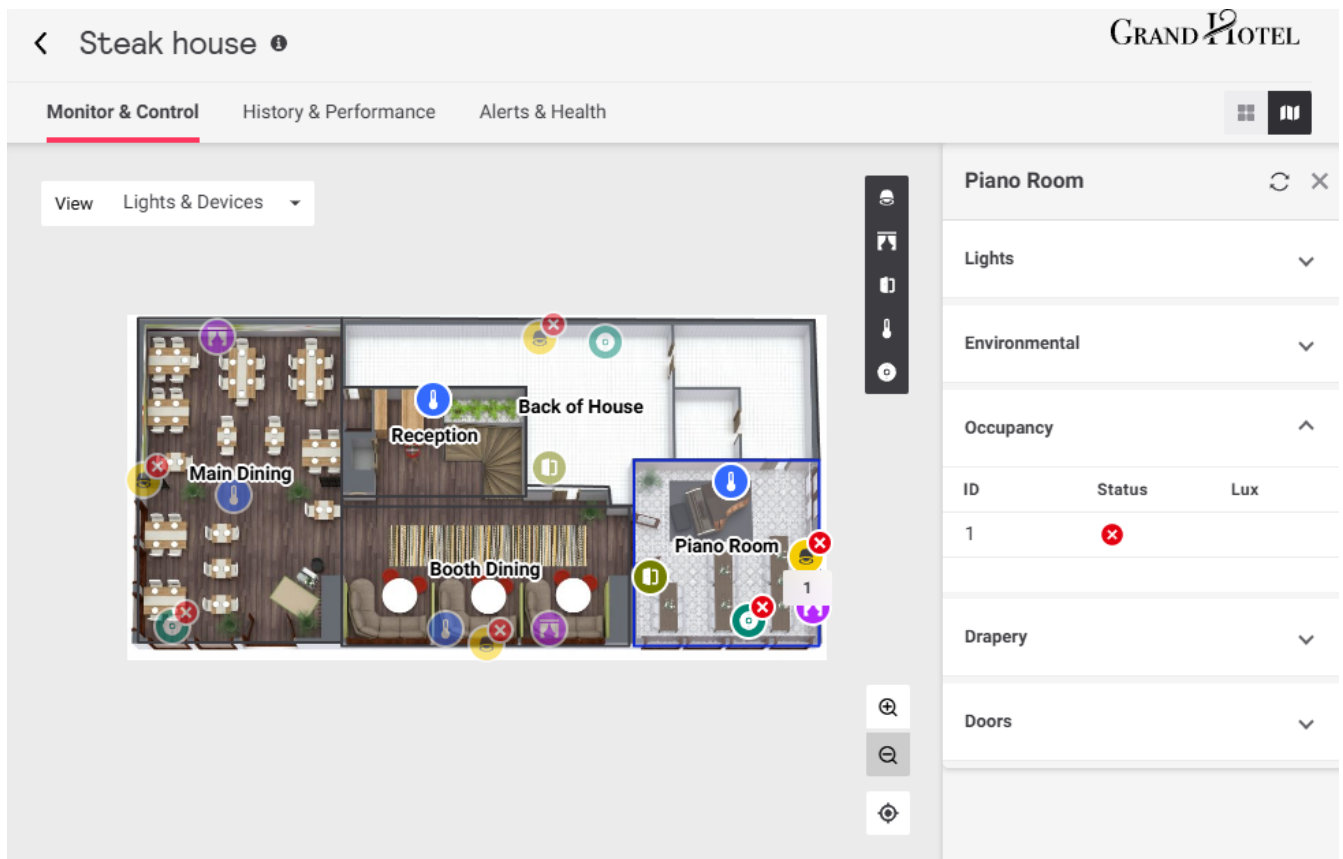 Steak house
GRAND HOTEL
Monitor & Control
History & Performance
Alerts & Health
View Lights & Devices
Back of House
Reception
Main Dining
Piano Room
Booth Dining
1
Piano Room
Lights
Environmental
Occupancy
ID Status Lux
1
Drapery
Doors